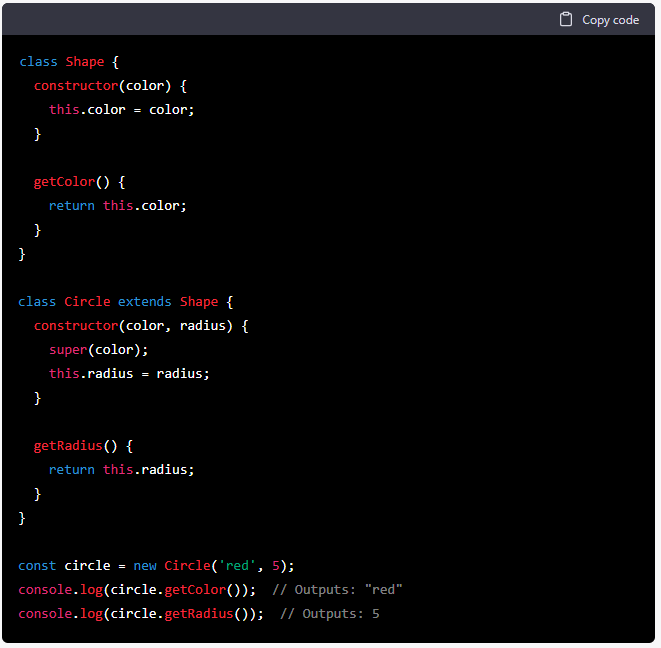 Copy code
class Shape {
  constructor(color) {
    this.color = color;
  }

  getColor() {
    return this.color;
  }
}

class Circle extends Shape {
  constructor(color, radius) {
    super(color);
    this.radius = radius;
  }

  getRadius() {
    return this.radius;
  }
}

const circle = new Circle('red', 5);
console.log(circle.getColor());  // Outputs: "red"
console.log(circle.getRadius());  // Outputs: 5